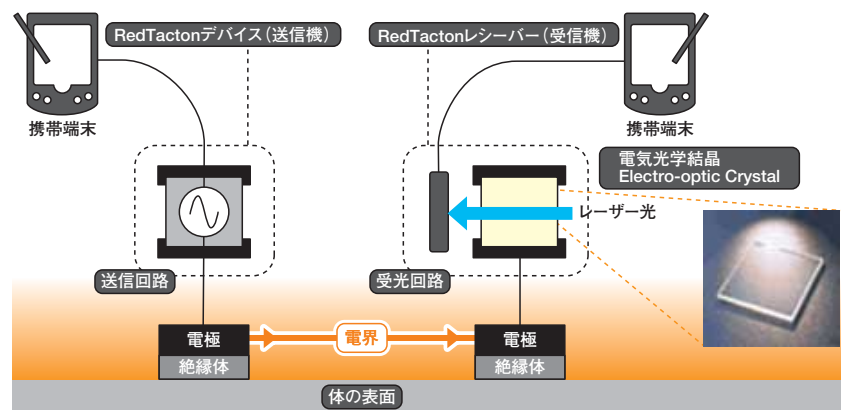 RedTactonデバイス（送信機）
RedTactonレシーバー（受信機）
携帯端末
携帯端末
電気光学結晶
Electro-optic Crystal
レーザー光
送信回路
受光回路
電極
電界
電極
絶縁体
絶縁体
体の表面